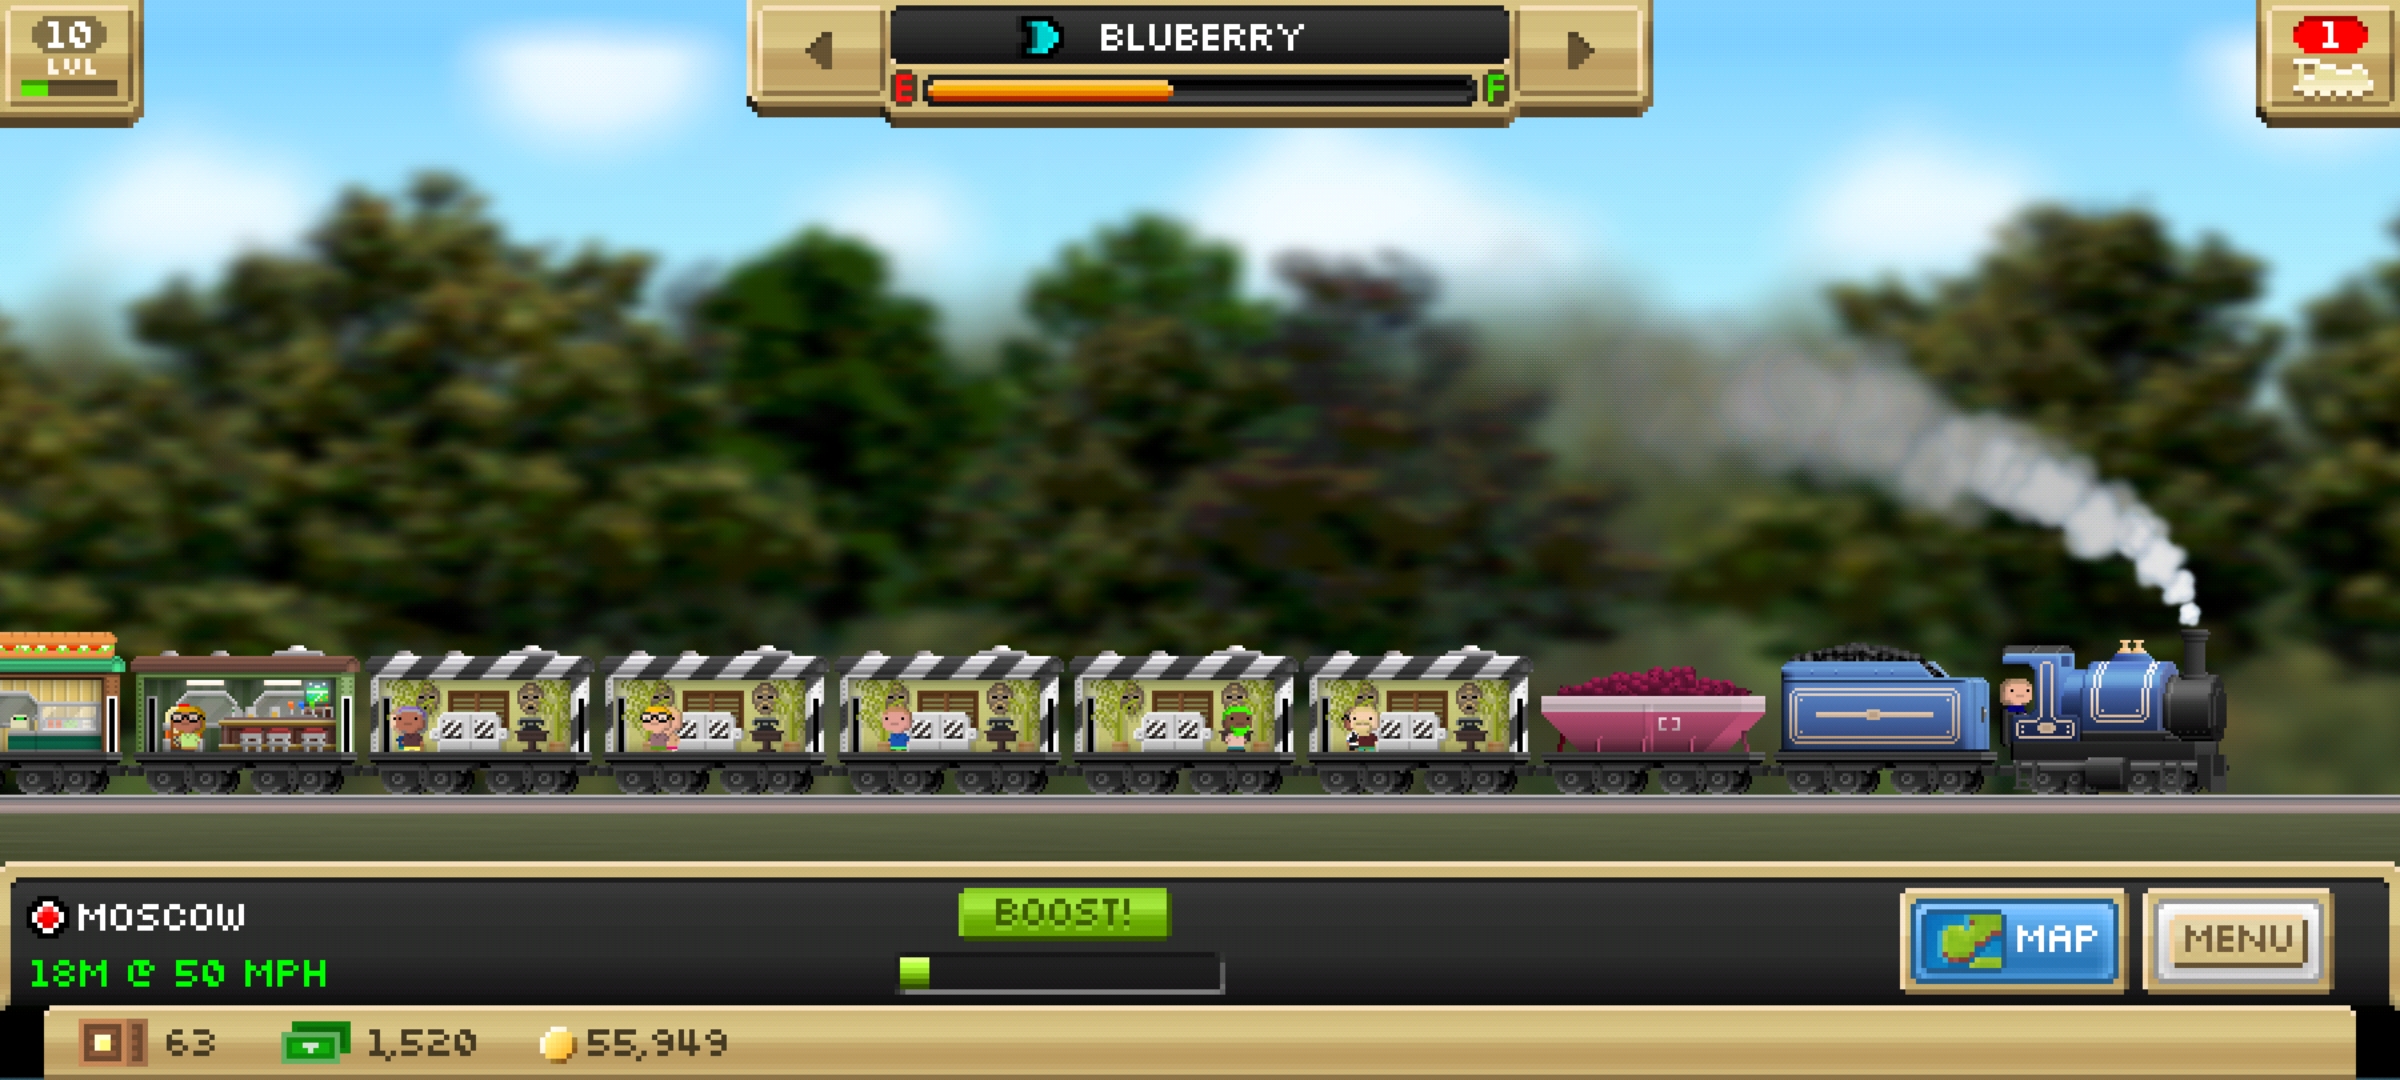 10
LVL
BLUBERRY
E F
1
MOSCOW
18M @ 50 MPH
BOOST!
MAP
MENU
63 1,520 55,949